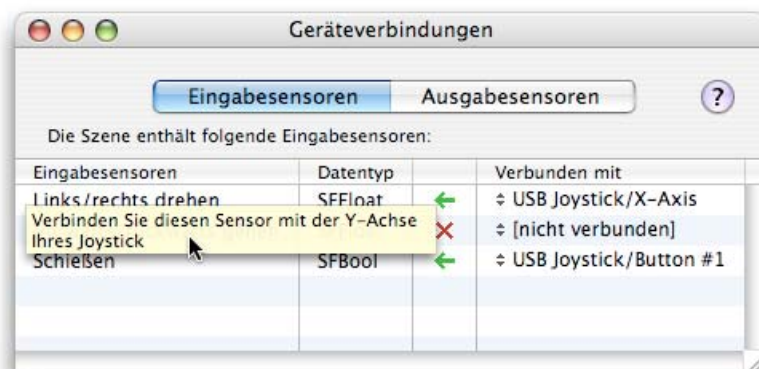 Geräteverbindungen
Eingabesensoren Ausgabesensoren ?
Die Szene enthält folgende Eingabesensoren:
Eingabesensoren Datentyp Verbunden mit
Links/rechts drehen SFFloat USB Joystick/X-Axis
Verbinden Sie diesen Sensor mit der Y-Achse
Ihres Joystick
[nicht verbunden]
Schießen SFBool USB Joystick/Button #1